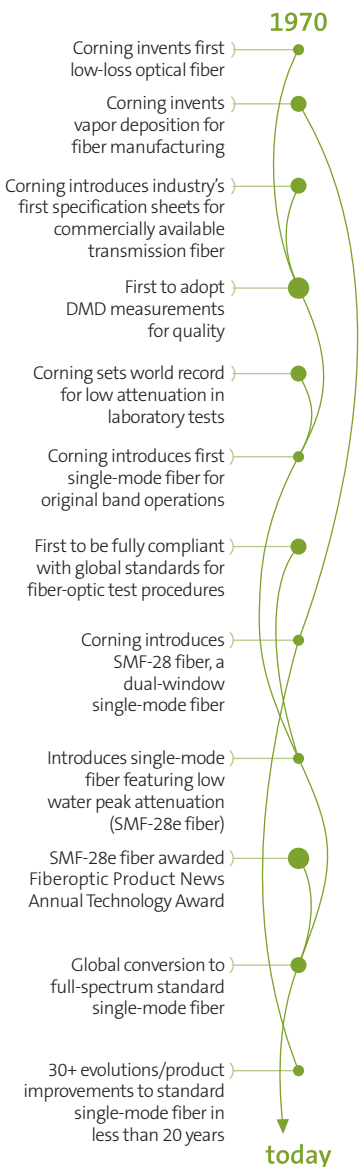 1970
Corning invents first
low-loss optical fiber
Corning invents
vapor deposition for
fiber manufacturing
Corning introduces industry’s
first specification sheets for
commercially available
transmission fiber
First to adopt
DMD measurements
for quality
Corning sets world record
for low attenuation in
laboratory tests
Corning introduces first
single-mode fiber for
original band operations
First to be fully compliant
with global standards for
fiber-optic test procedures
Corning introduces
SMF-28 fiber, a
dual-window
single-mode fiber
Introduces single-mode
fiber featuring low
water peak attenuation
(SMF-28e fiber)
SMF-28e fiber awarded
Fiberoptic Product News
Annual Technology Award
Global conversion to
full-spectrum standard
single-mode fiber
30+ evolutions/product
improvements to standard
single-mode fiber in
less than 20 years
today